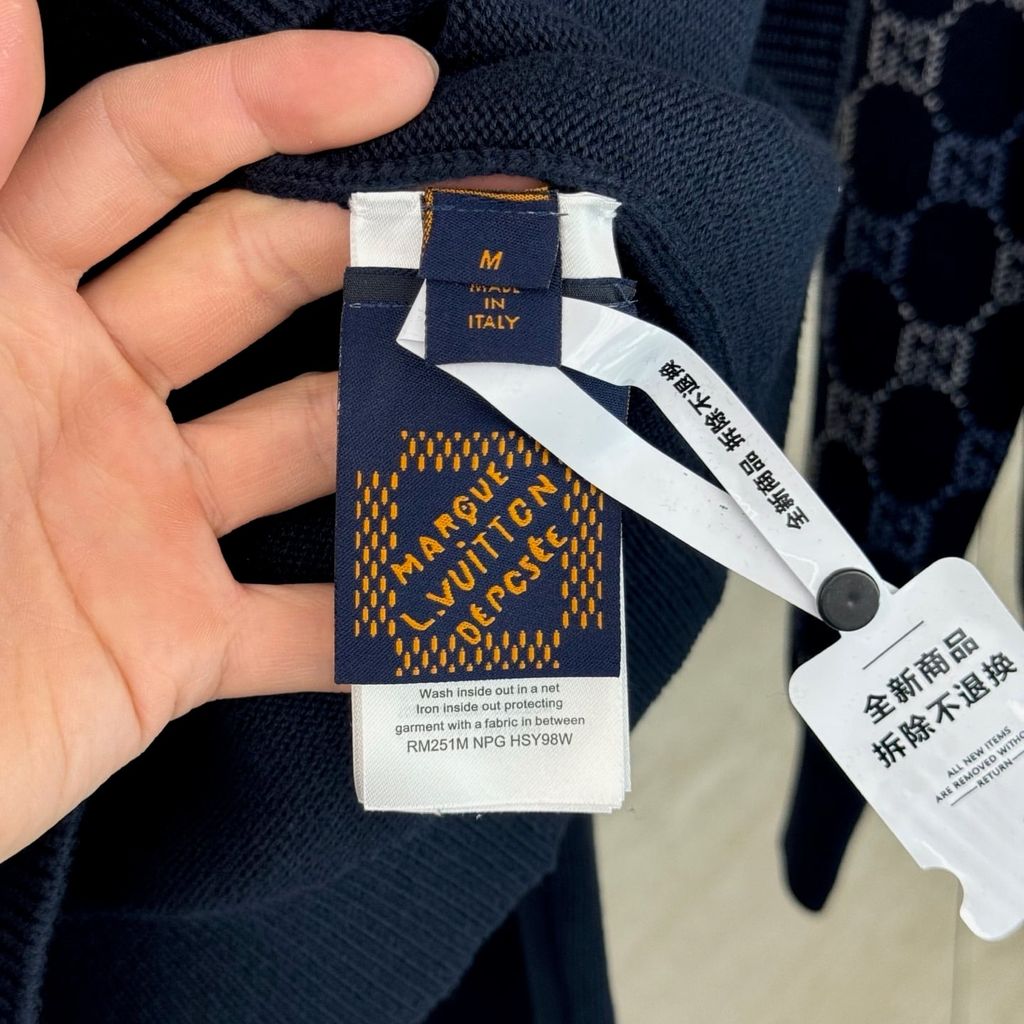 M
MADE
IN
ITALY
MARQUE
L.VUITTON
DEPOSÉE
Wash inside out in a net
Iron inside out protecting
garment with a fabric in between
RM251M NPG HSY98W
全新商品 拆除不退换
全新商品
拆除不退换
ALL NEW ITEMS
ARE REMOVED WITHO
RETURN